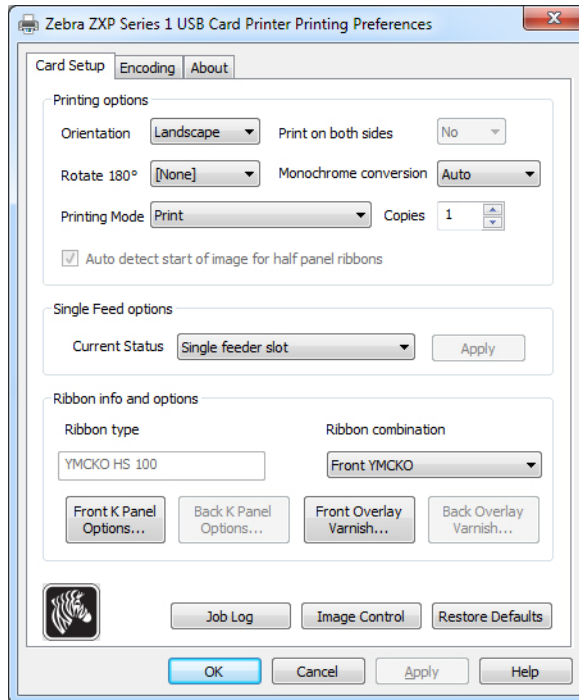 Zebra ZXP Series 1 USB Card Printer Printing Preferences
Card Setup Encoding About
Printing options
Orientation Landscape Print on both sides No
Rotate 180° [None] Monochrome conversion Auto
Printing Mode Print Copies 1
Auto detect start of image for half panel ribbons
Single Feed options
Current Status Single feeder slot Apply
Ribbon info and options
Ribbon type Ribbon combination
YMCKO HS 100 Front YMCKO
Front K Panel Options... Back K Panel Options... Front Overlay Varnish... Back Overlay Varnish...
Job Log Image Control Restore Defaults
OK Cancel Apply Help